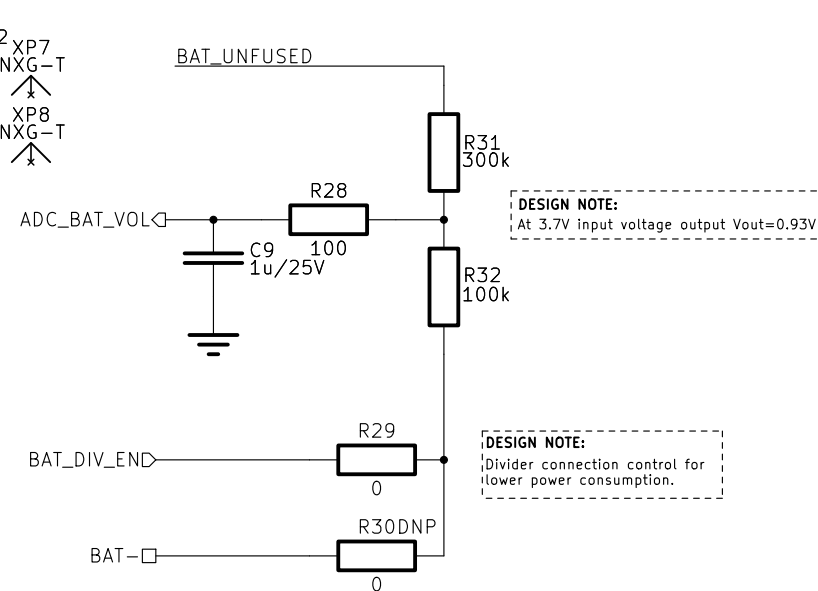 2
XP7
NXG-T
XP8
NXG-T
BAT_UNFUSED
R31
300k
R28
100
ADC_BAT_VOL
C9
1u/25V
R32
100k
DESIGN NOTE:
At 3.7V input voltage output Vout=0.93V
R29
0
BAT_DIV_EN
DESIGN NOTE:
Divider connection control for
lower power consumption.
R30DNP
0
BAT-